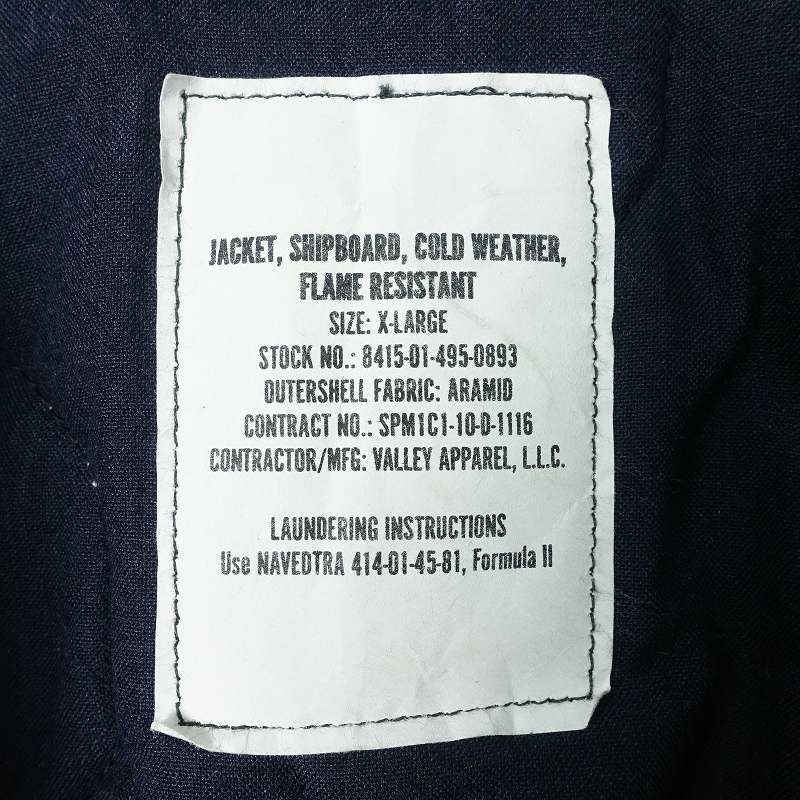 JACKET, SHIPBOARD, COLD WEATHER,
FLAME RESISTANT
SIZE: X-LARGE
STOCK NO.: 8415-01-495-0893
OUTERSHELL FABRIC: ARAMID
CONTRACT NO.: SPM1C1-10-D-1116
CONTRACTOR/MFG: VALLEY APPAREL, L.L.C.
LAUNDERING INSTRUCTIONS
Use NAVEDTRA 414-01-45-81, Formula II